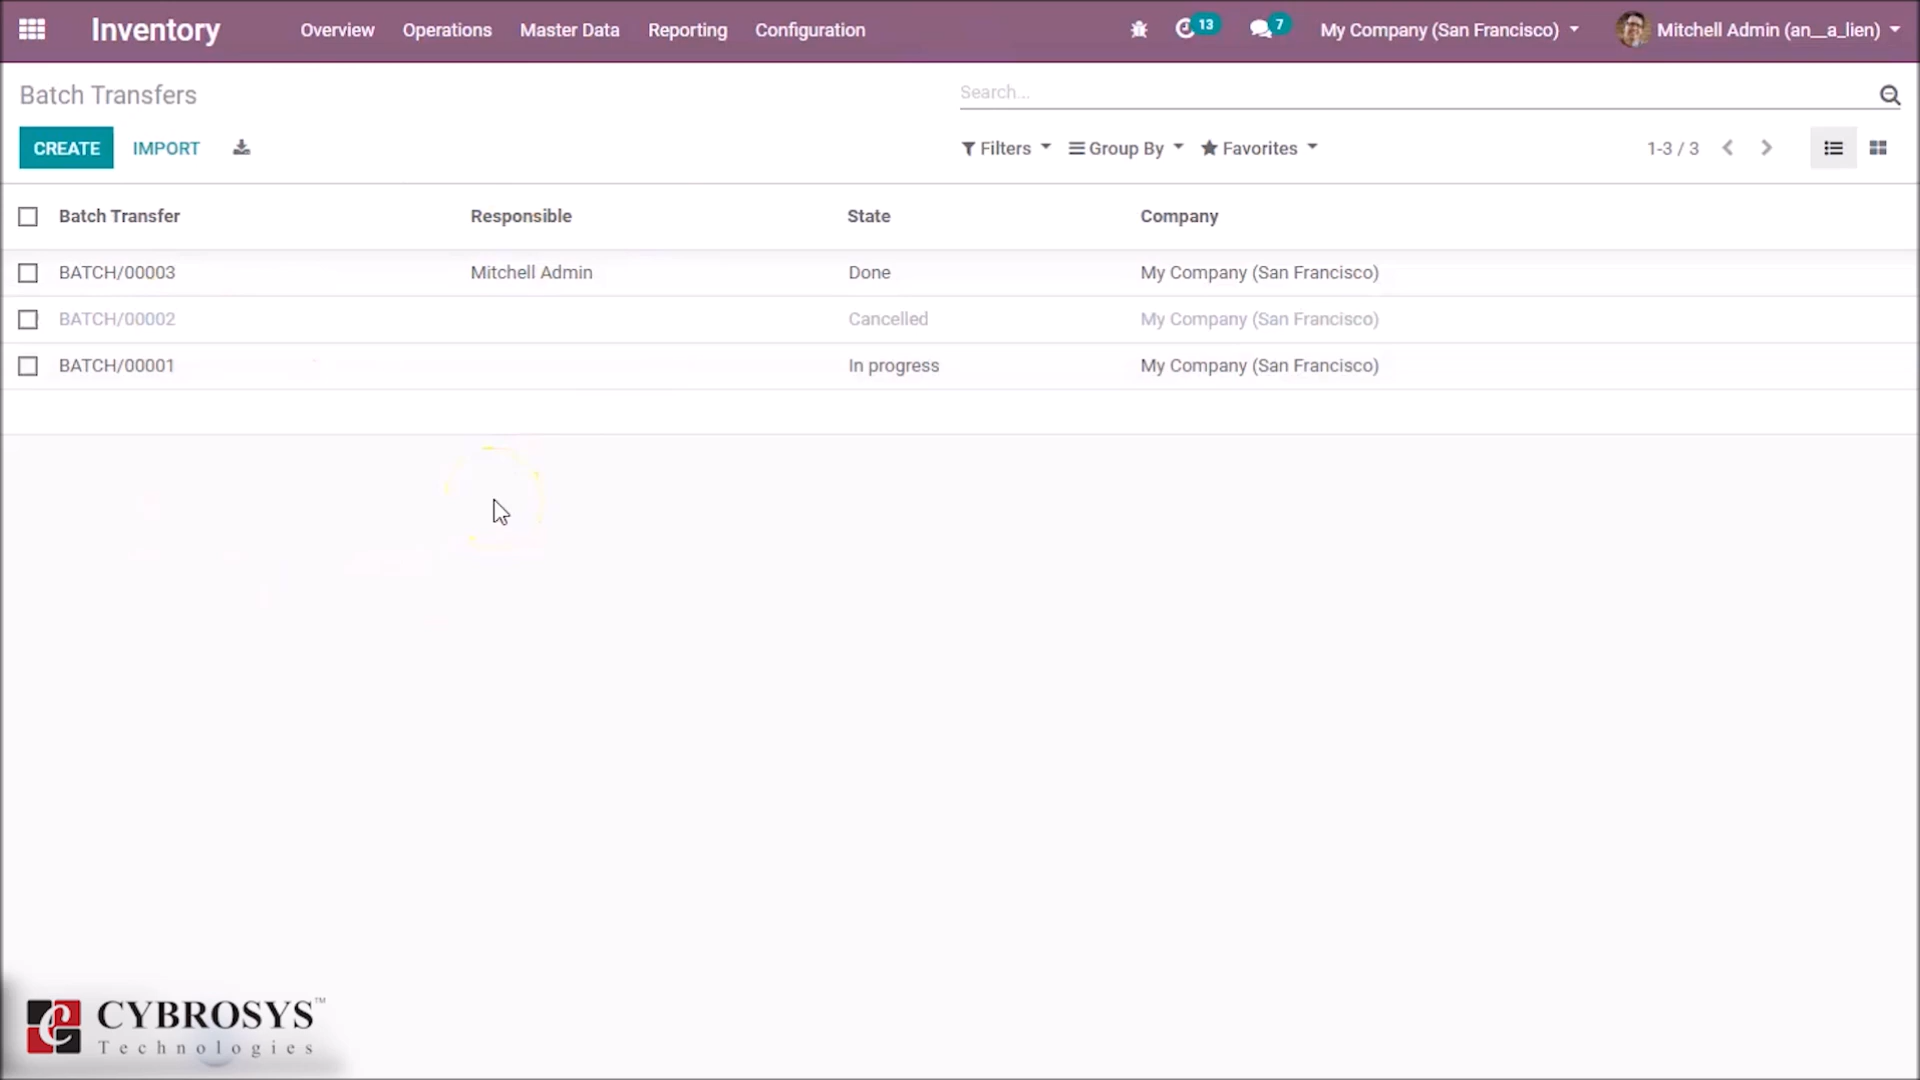 Inventory Overview Operations Master Data Reporting Configuration 13 7 My Company (San Francisco) Mitchell Admin (an__a_lien)
Batch Transfers Search...
CREATE IMPORT Filters Group By Favorites 1-3 / 3
Batch Transfer Responsible State Company
BATCH/00003 Mitchell Admin Done My Company (San Francisco)
BATCH/00002 Cancelled My Company (San Francisco)
BATCH/00001 In progress My Company (San Francisco)
CYBROSYS™
Technologies